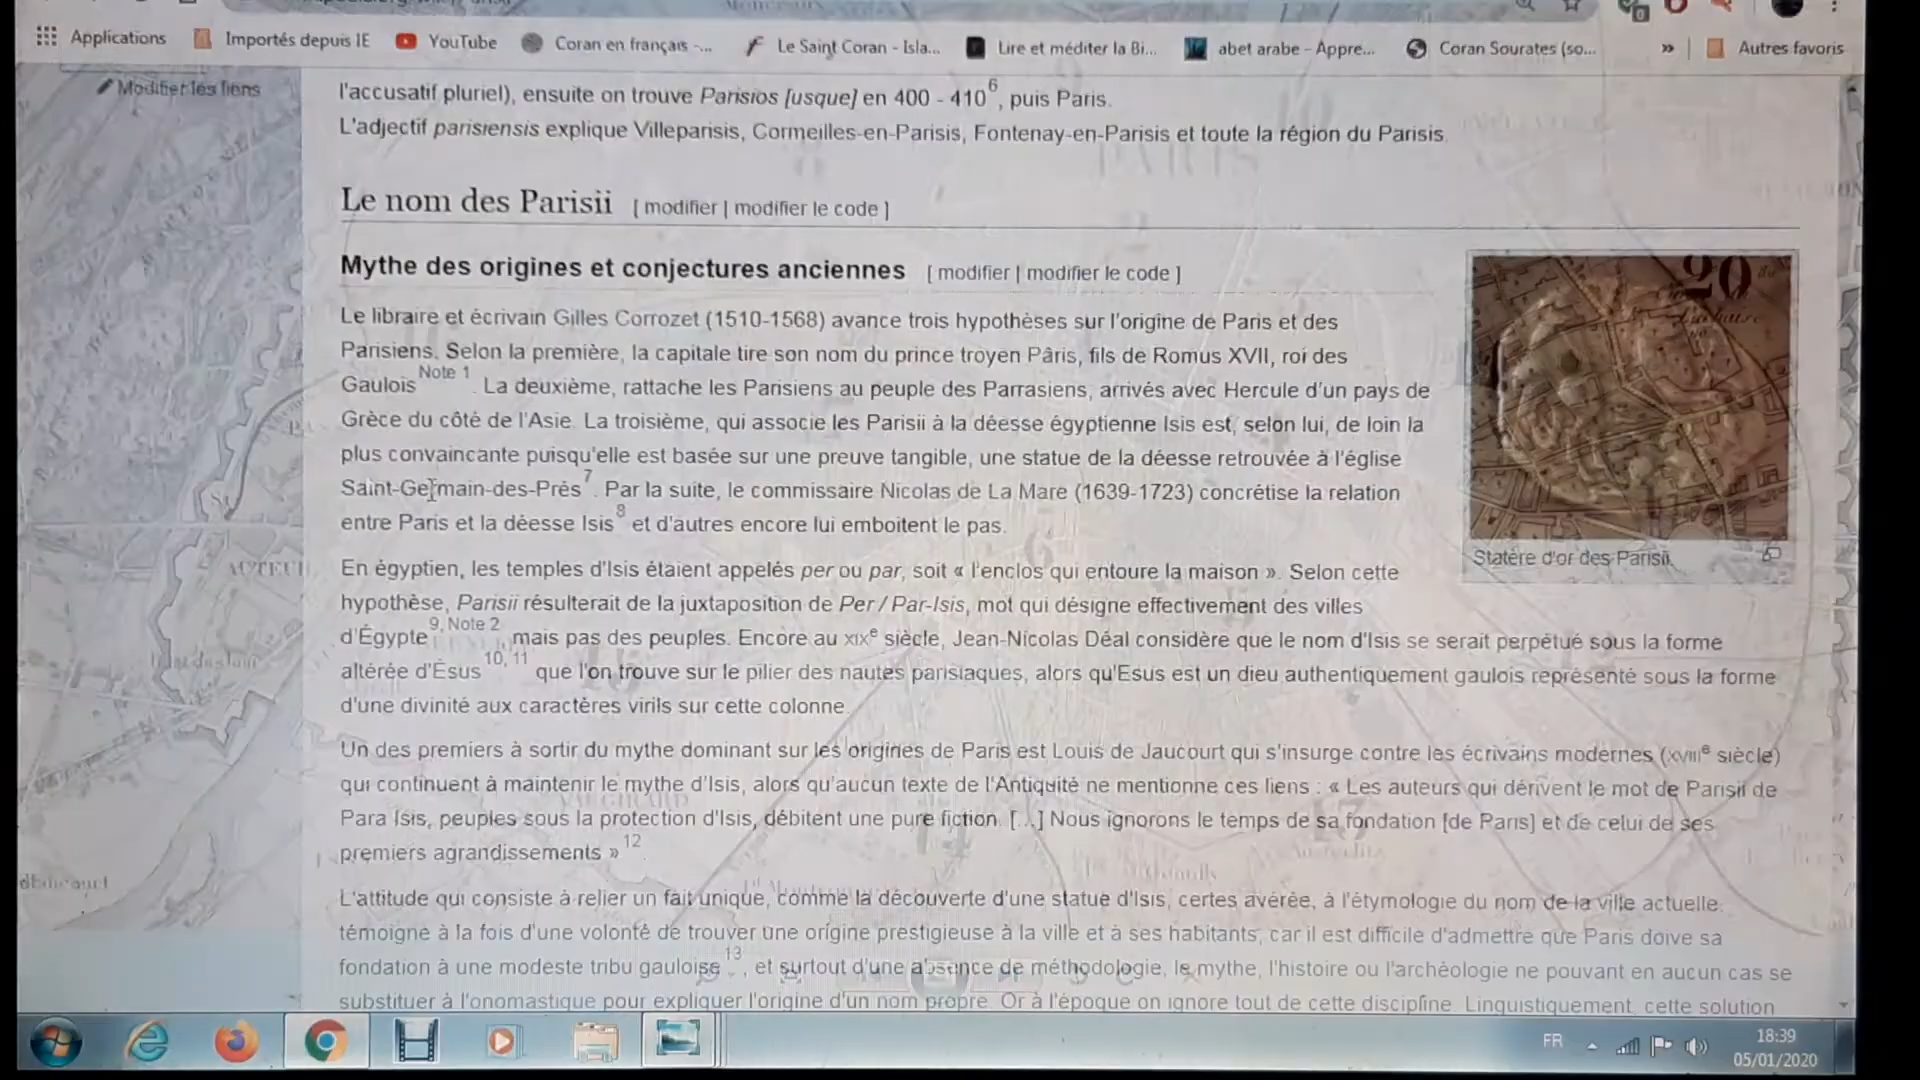 Applications
Importés depuis IE
YouTube
Coran en français -...
Le Saint Coran - Isla...
Lire et méditer la Bi...
abet arabe - Appre...
Coran Sourates (so...
»
Autres favoris
Modifier les liens
l'accusatif pluriel), ensuite on trouve Parisios [usque] en 400 - 410 6, puis Paris.
L'adjectif parisiensis explique Villeparisis, Cormeilles-en-Parisis, Fontenay-en-Parisis et toute la région du Parisis.
Le nom des Parisii [ modifier | modifier le code ]
Mythe des origines et conjectures anciennes [ modifier | modifier le code ]
Le libraire et écrivain Gilles Corrozet (1510-1568) avance trois hypothèses sur l'origine de Paris et des
Parisiens. Selon la première, la capitale tire son nom du prince troyen Pâris, fils de Romus XVII, roi des
Gaulois Note 1. La deuxième, rattache les Parisiens au peuple des Parrasiens, arrivés avec Hercule d'un pays de
Grèce du côté de l'Asie. La troisième, qui associe les Parisii à la déesse égyptienne Isis est, selon lui, de loin la
plus convaincante puisqu'elle est basée sur une preuve tangible, une statue de la déesse retrouvée à l'église
Saint-Germain-des-Prés 7. Par la suite, le commissaire Nicolas de La Mare (1639-1723) concrétise la relation
entre Paris et la déesse Isis 8 et d'autres encore lui emboitent le pas.
20
Statère d'or des Parisii.
En égyptien, les temples d'Isis étaient appelés per ou par, soit « l'enclos qui entoure la maison ». Selon cette
hypothèse, Parisii résulterait de la juxtaposition de Per / Par-Isis, mot qui désigne effectivement des villes
d'Égypte 9, Note 2, mais pas des peuples. Encore au XIXe siècle, Jean-Nicolas Déal considère que le nom d'Isis se serait perpétué sous la forme
altérée d'Ésus 10, 11 que l'on trouve sur le pilier des nautes parisiaques, alors qu'Esus est un dieu authentiquement gaulois représenté sous la forme
d'une divinité aux caractères virils sur cette colonne.
Un des premiers à sortir du mythe dominant sur les origines de Paris est Louis de Jaucourt qui s'insurge contre les écrivains modernes (XVIIIe siècle)
qui continuent à maintenir le mythe d'Isis, alors qu'aucun texte de l'Antiquité ne mentionne ces liens : « Les auteurs qui dérivent le mot de Parisii de
Para Isis, peuples sous la protection d'Isis, débitent une pure fiction. [...] Nous ignorons le temps de sa fondation [de Paris] et de celui de ses
premiers agrandissements » 12
L'attitude qui consiste à relier un fait unique, comme la découverte d'une statue d'Isis, certes avérée, à l'étymologie du nom de la ville actuelle,
témoigne à la fois d'une volonté de trouver une origine prestigieuse à la ville et à ses habitants, car il est difficile d'admettre que Paris doive sa
fondation à une modeste tribu gauloise 13, et surtout d'une absence de méthodologie, le mythe, l'histoire ou l'archéologie ne pouvant en aucun cas se
substituer à l'onomastique pour expliquer l'origine d'un nom propre. Or à l'époque on ignore tout de cette discipline. Linguistiquement, cette solution
FR
18:39
05/01/2020